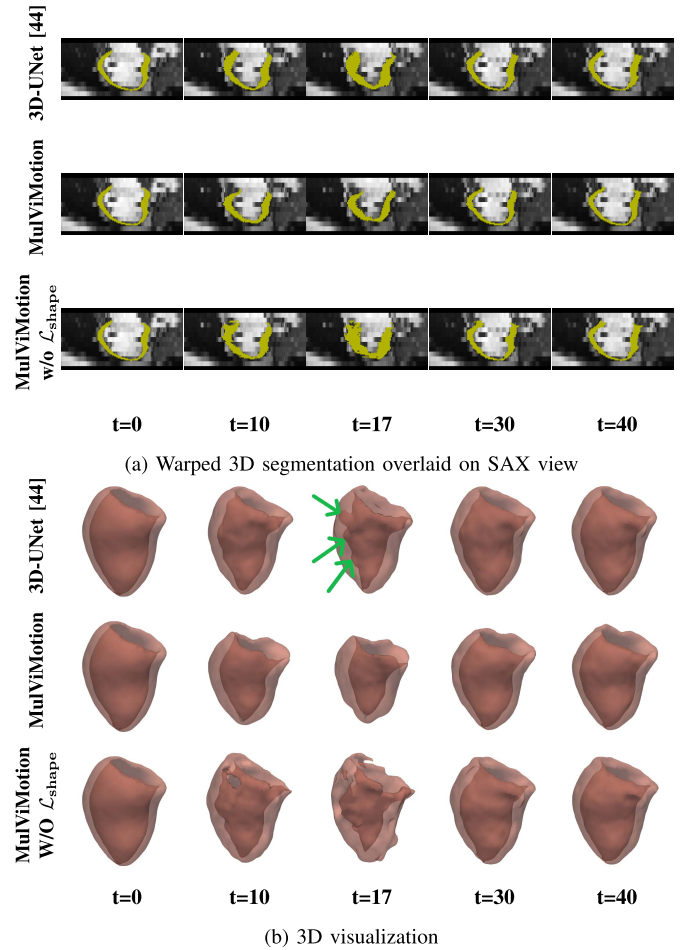 3D-UNet [44]
MulViMotion
MulViMotion
w/o ℒshape
t=0 t=10 t=17 t=30 t=40
(a) Warped 3D segmentation overlaid on SAX view
3D-UNet [44]
MulViMotion
MulViMotion
W/O ℒshape
t=0 t=10 t=17 t=30 t=40
(b) 3D visualization